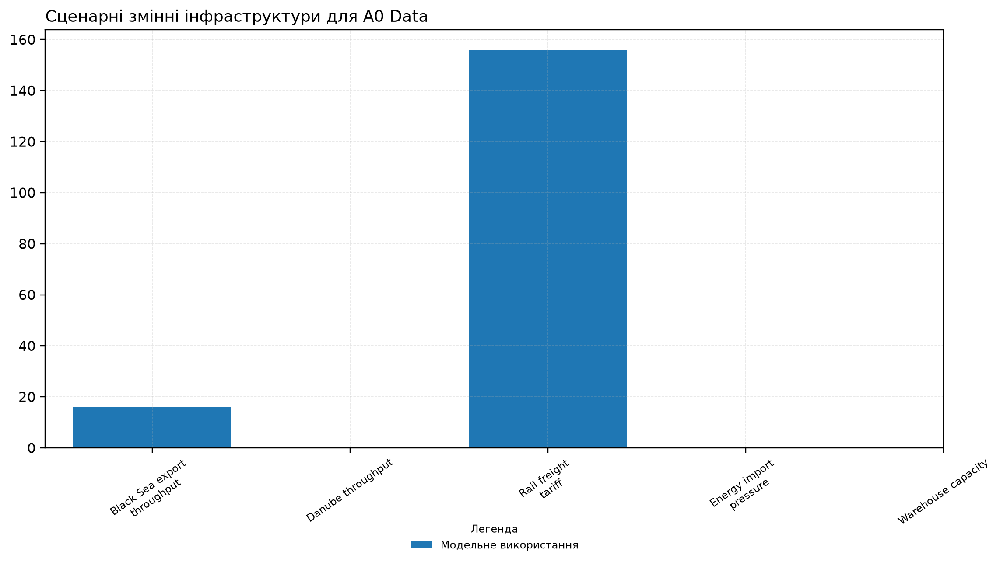 Сценарні змінні інфраструктури для A0 Data
160
140
120
100
80
60
40
20
0
Black Sea export
throughput
Danube throughput
Rail freight
tariff
Energy import
pressure
Warehouse capacity
Легенда
Модельне використання